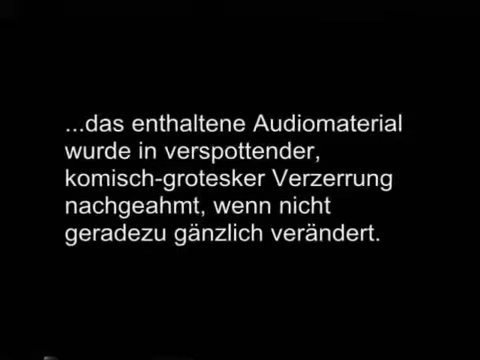 ...das enthaltene Audiomaterial
wurde in verspottender,
komisch-grotesker Verzerrung
nachgeahmt, wenn nicht
geradezu gänzlich verändert.